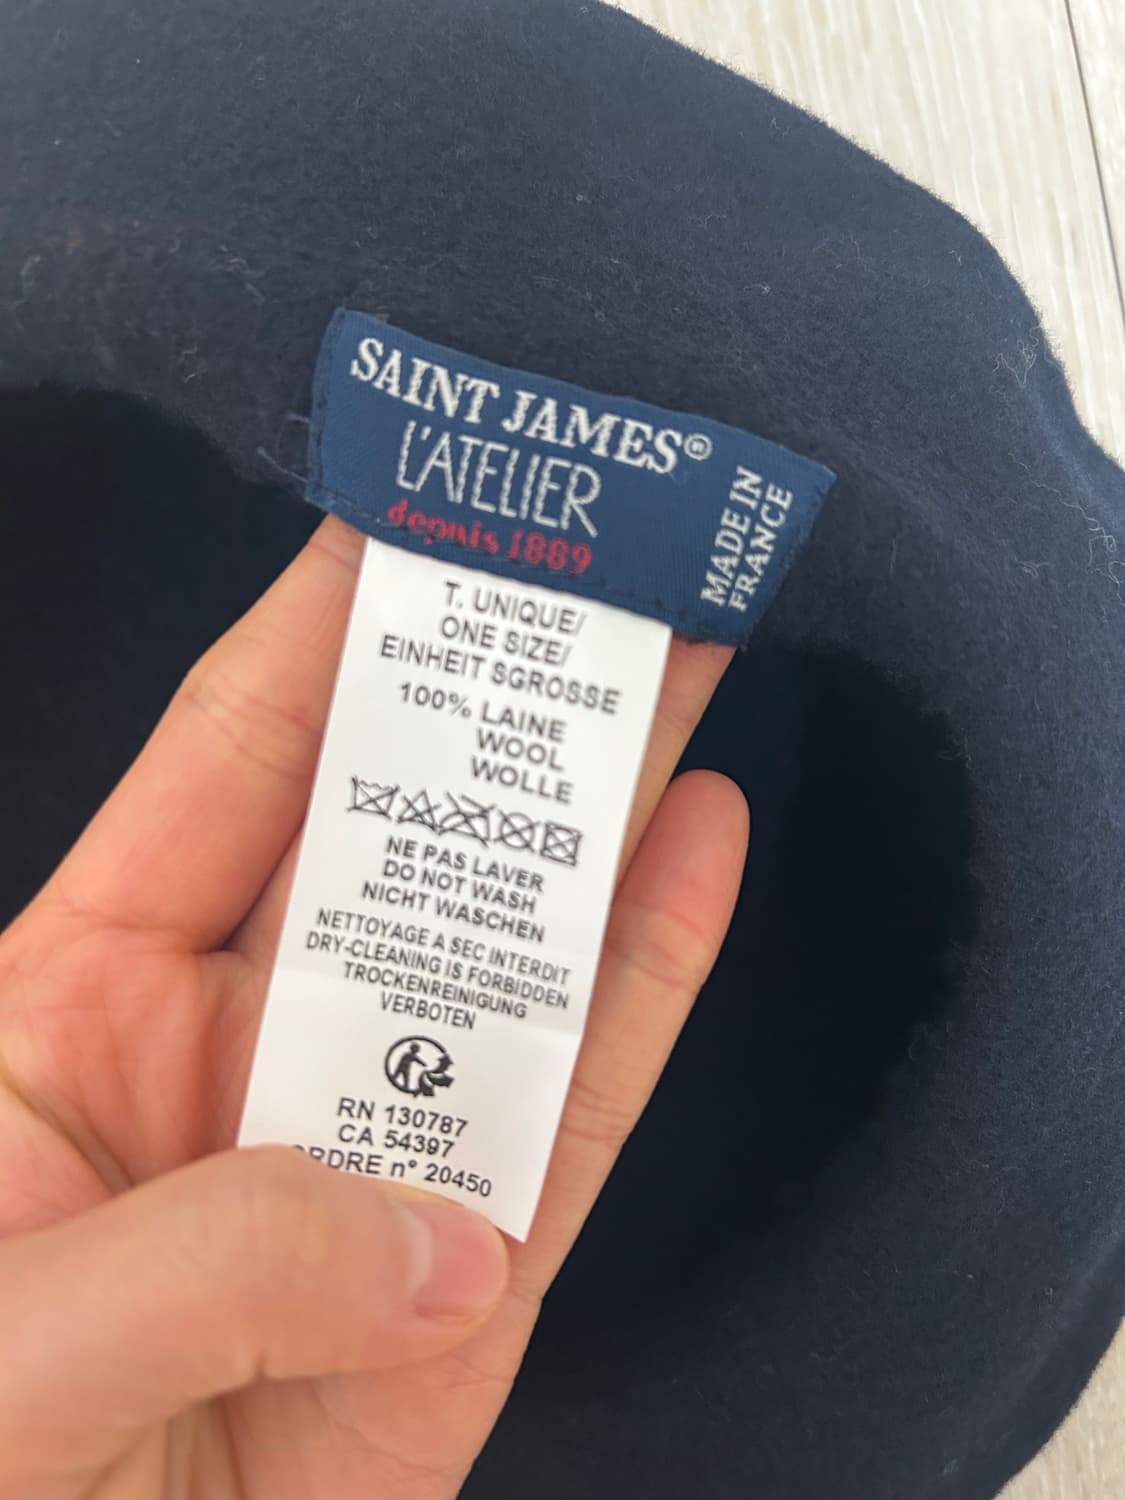 SAINT JAMES®
L'ATELIER
depuis 1889
MADE IN
FRANCE
T. UNIQUE/
ONE SIZE/
EINHEIT SGROSSE
100% LAINE
WOOL
WOLLE
NE PAS LAVER
DO NOT WASH
NICHT WASCHEN
NETTOYAGE A SEC INTERDIT
DRY-CLEANING IS FORBIDDEN
TROCKENREINIGUNG
VERBOTEN
RN 130787
CA 54397
ORDRE n° 20450